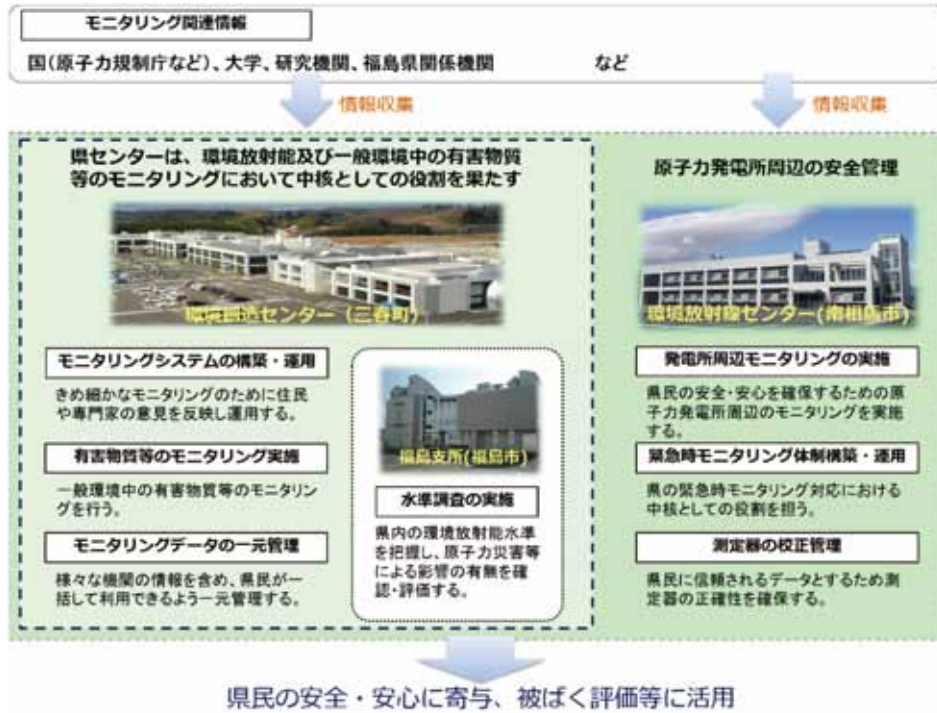 モニタリング関連情報
国(原子力規制庁など)、大学、研究機関、福島県関係機関 など
情報収集
情報収集
県センターは、環境放射能及び一般環境中の有害物質
等のモニタリングにおいて中核としての役割を果たす
環境創造センター（三春町）
モニタリングシステムの構築・運用
きめ細かなモニタリングのために住民
や専門家の意見を反映し運用する。
有害物質等のモニタリング実施
一般環境中の有害物質等のモニタリン
グを行う。
モニタリングデータの一元管理
様々な機関の情報を含め、県民が一
括して利用できるよう一元管理する。
福島支所(福島市)
水準調査の実施
県内の環境放射能水準
を把握し、原子力災害等
による影響の有無を確
認・評価する。
原子力発電所周辺の安全管理
環境放射線センター(南相馬市)
発電所周辺モニタリングの実施
県民の安全・安心を確保するための原
子力発電所周辺のモニタリングを実施
する。
緊急時モニタリング体制構築・運用
県の緊急時モニタリング対応における
中核としての役割を担う。
測定器の校正管理
県民に信頼されるデータとするため測
定器の正確性を確保する。
県民の安全・安心に寄与、被ばく評価等に活用